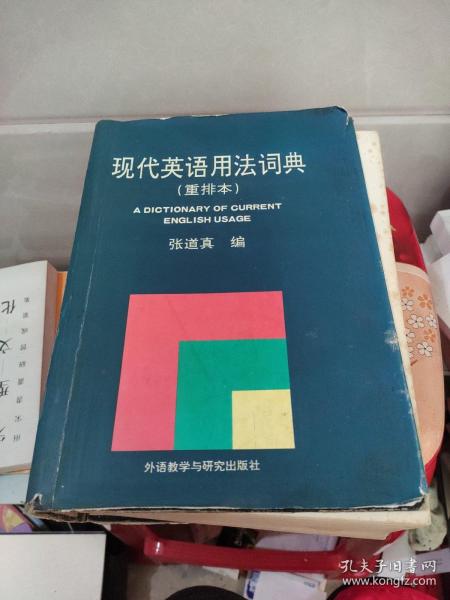 现代英语用法词典
(重排本)
A DICTIONARY OF CURRENT
ENGLISH USAGE
张道真 编
外语教学与研究出版社
孔夫子旧书网
www.kongfz.com